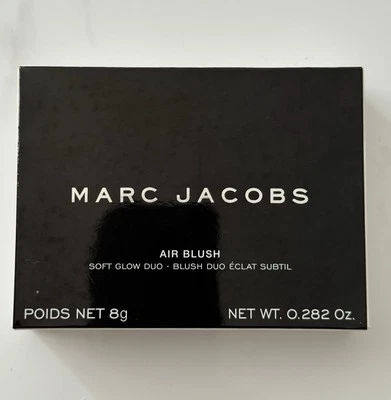 MARC JACOBS
AIR BLUSH
SOFT GLOW DUO - BLUSH DUO ÉCLAT SUBTIL
POIDS NET 8g NET WT. 0.282 Oz.